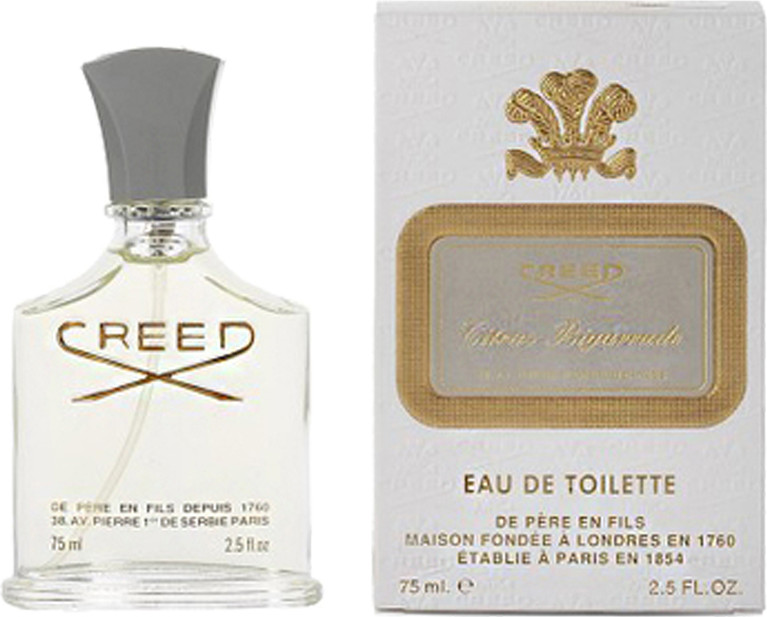 CREED
DE PÈRE EN FILS DEPUIS 1760
38. AV. PIERRE 1er DE SERBIE PARIS
75 ml 2.5 fl oz
CREED
Citrus Bigarrade
EAU DE TOILETTE
DE PÈRE EN FILS
MAISON FONDÉE À LONDRES EN 1760
ÉTABLIE À PARIS EN 1854
75 ml. e 2.5 FL.OZ.